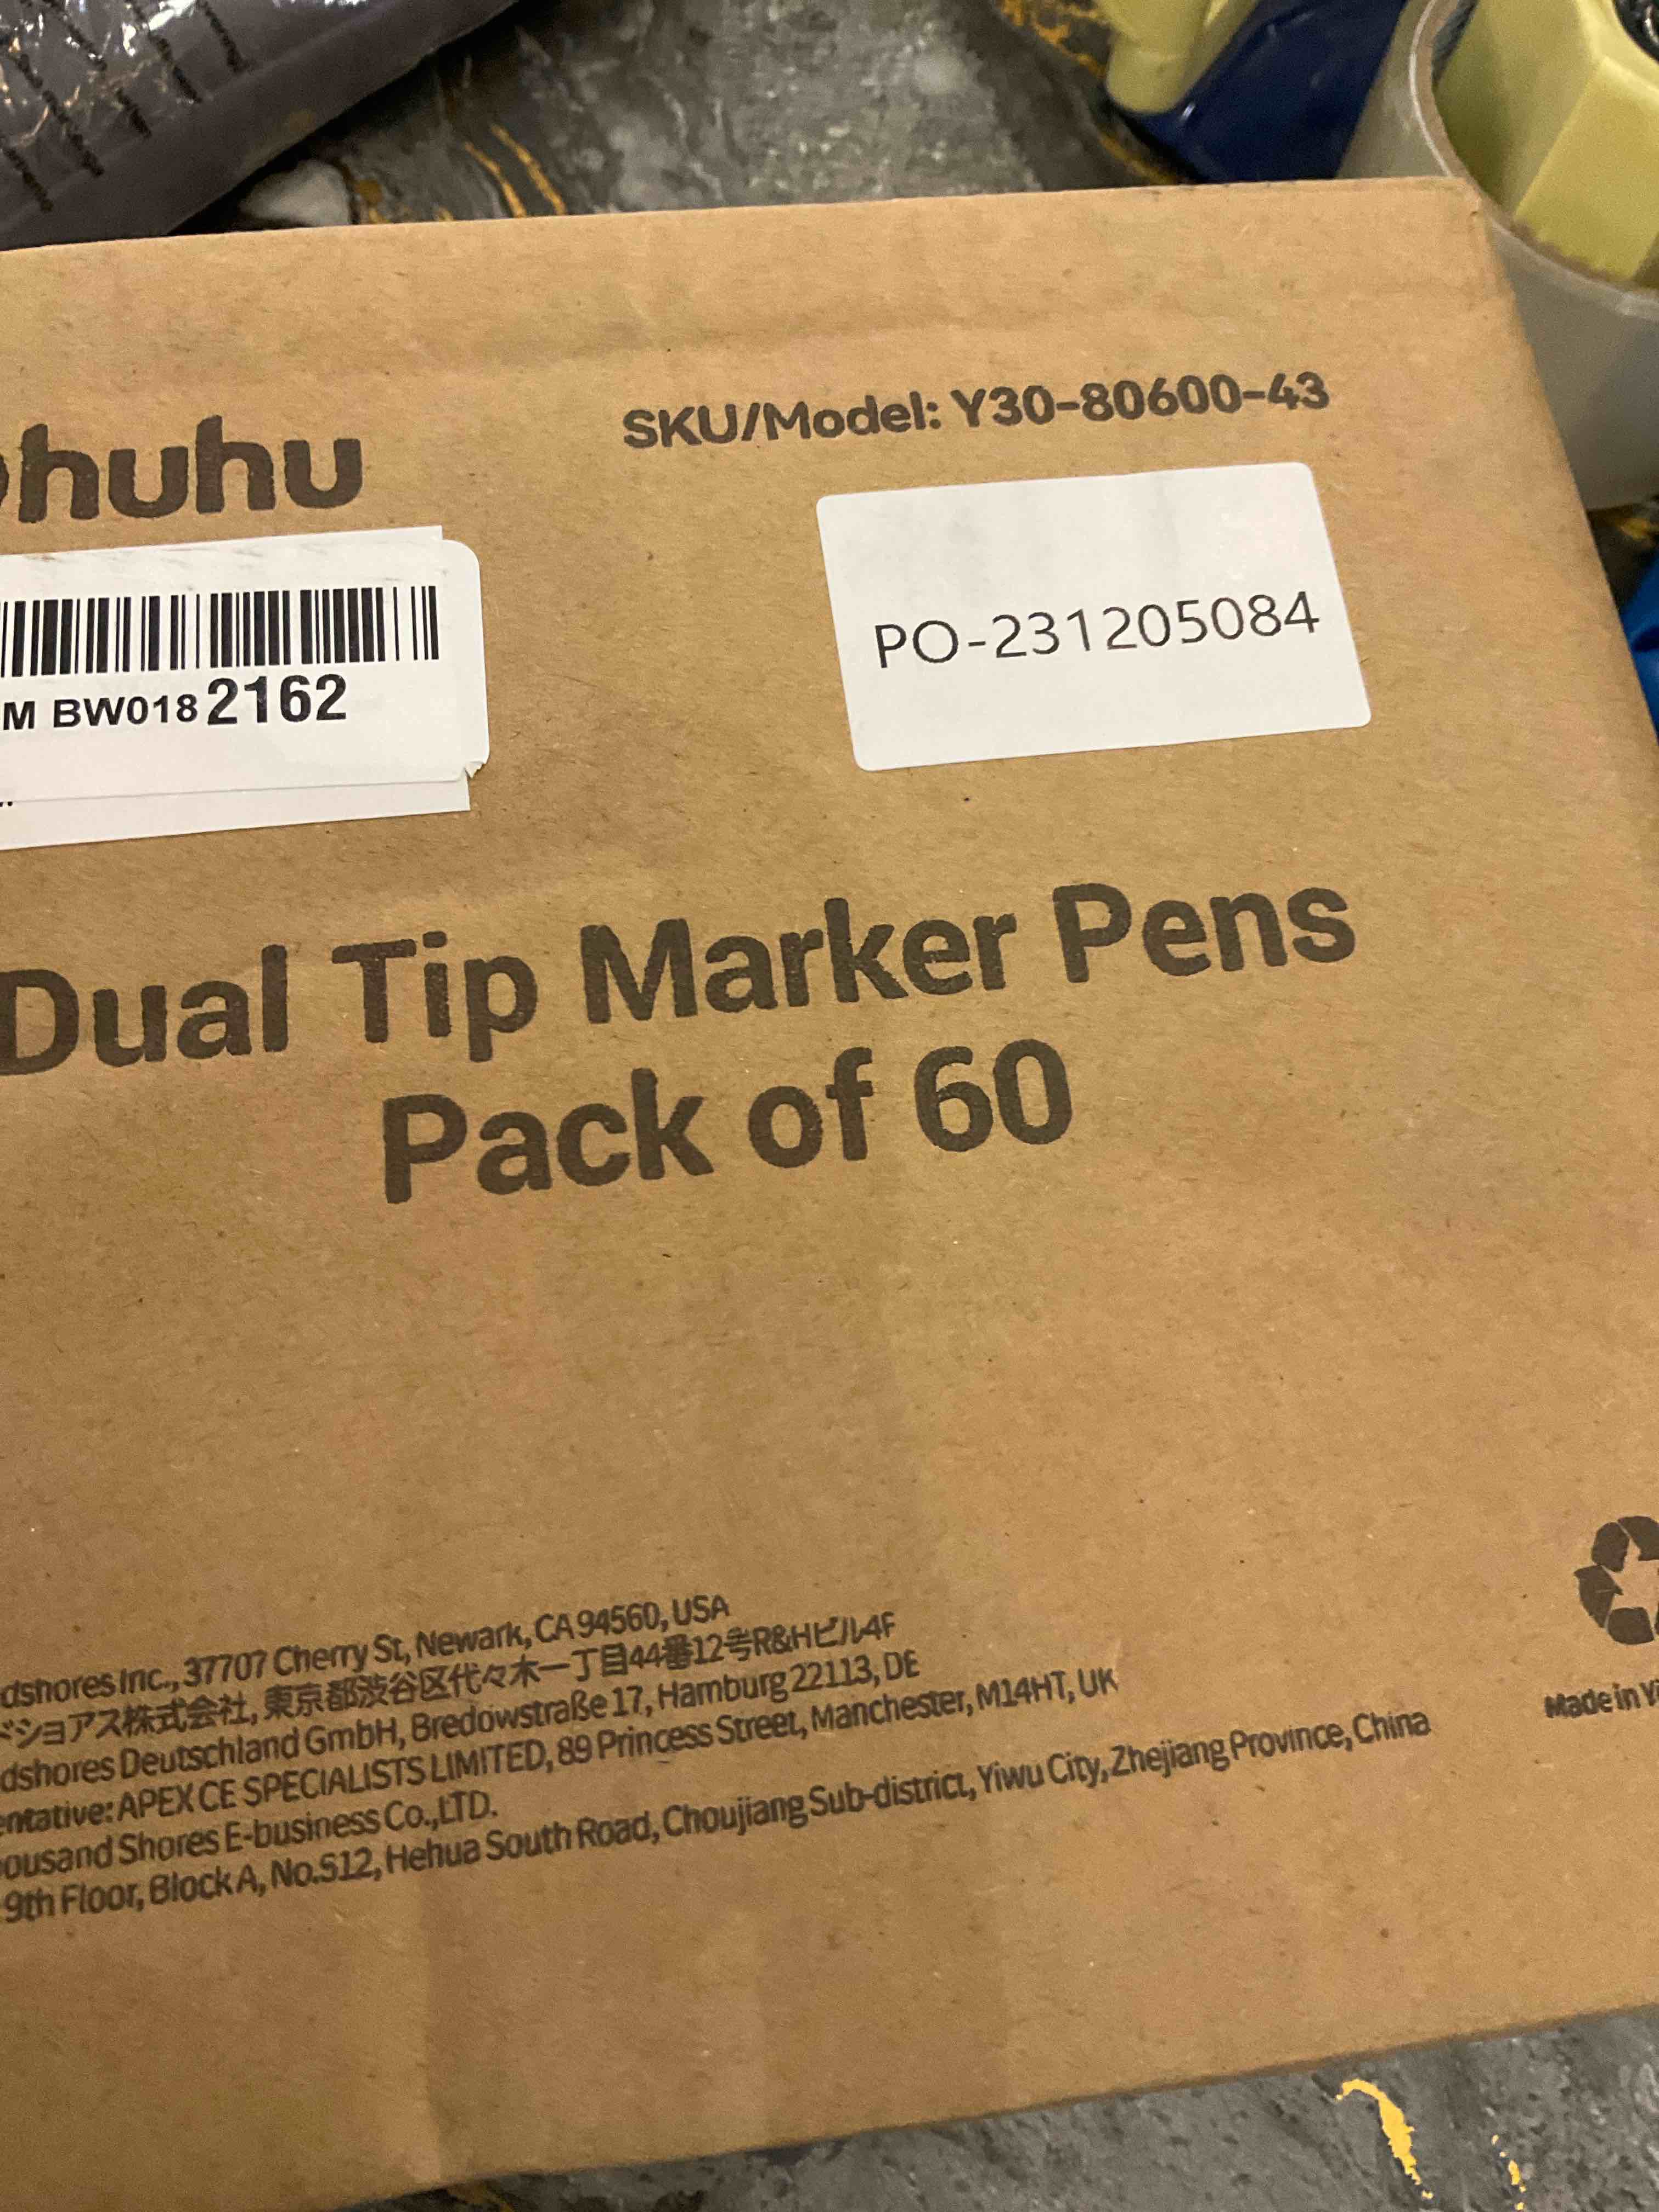 huhu
SKU/Model: Y30-80600-43
M BW0182162
PO-231205084
Dual Tip Marker Pens
Pack of 60
dshores Inc., 37707 Cherry St, Newark, CA 94560, USA
ドショアス株式会社, 東京都渋谷区代々木一丁目44番12号R&Hビル4F
dshores Deutschland GmbH, Bredowstraße 17, Hamburg 22113, DE
entative: APEX CE SPECIALISTS LIMITED, 89 Princess Street, Manchester, M14HT, UK
ousand Shores E-business Co.,LTD.
9th Floor, Block A, No.512, Hehua South Road, Choujiang Sub-district, Yiwu City, Zhejiang Province, China
Made in Yi